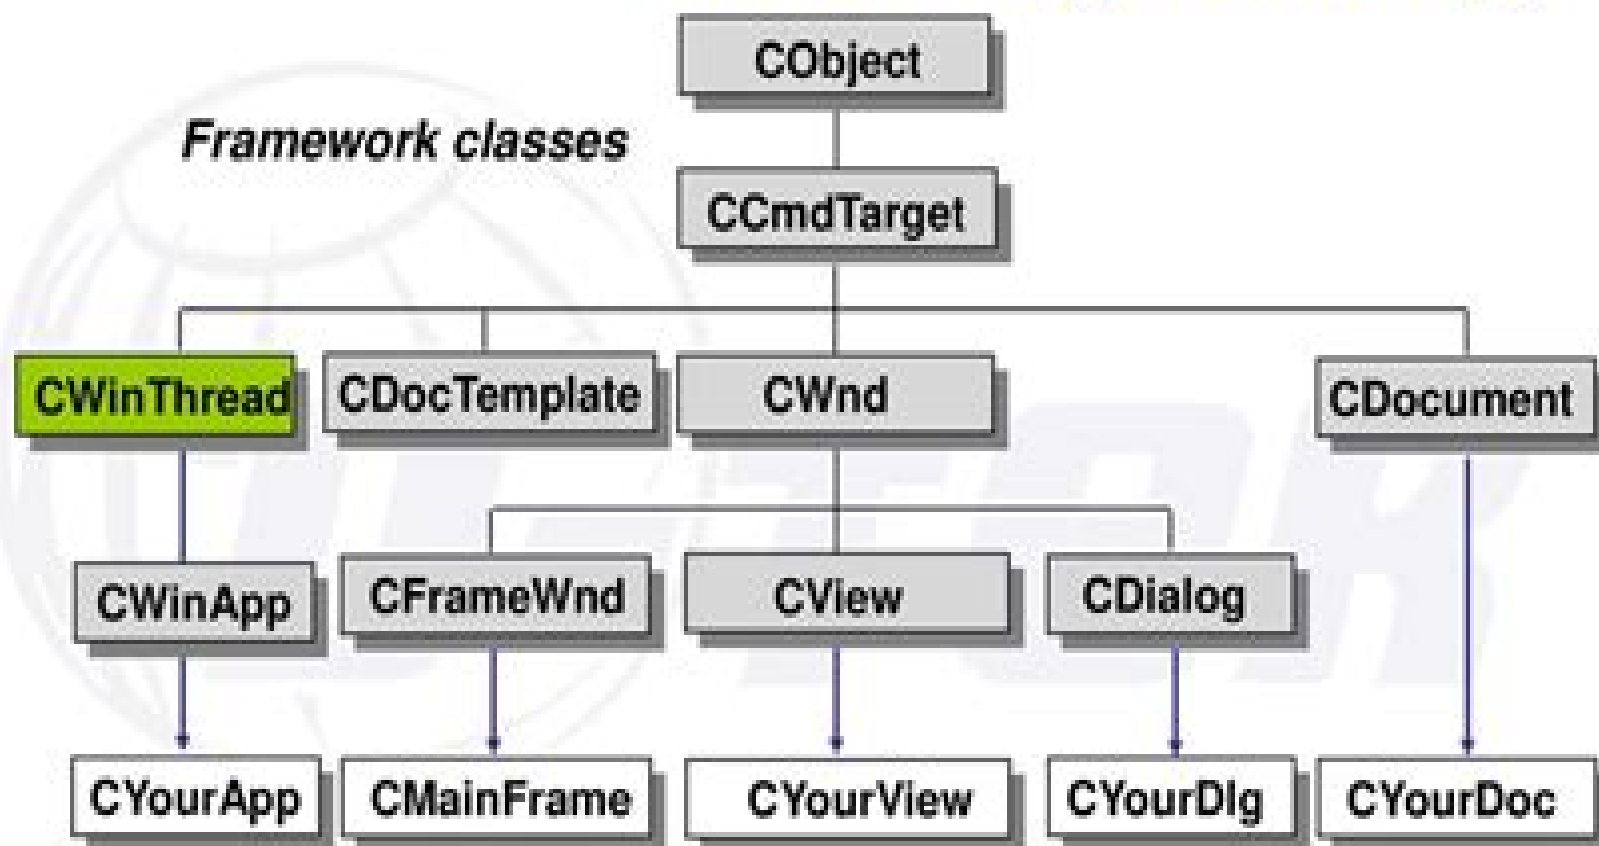 CObject
Framework classes
CCmdTarget
CWinThread
CDocTemplate
CWnd
CDocument
CWinApp
CFrameWnd
CView
CDialog
CYourApp
CMainFrame
CYourView
CYourDlg
CYourDoc